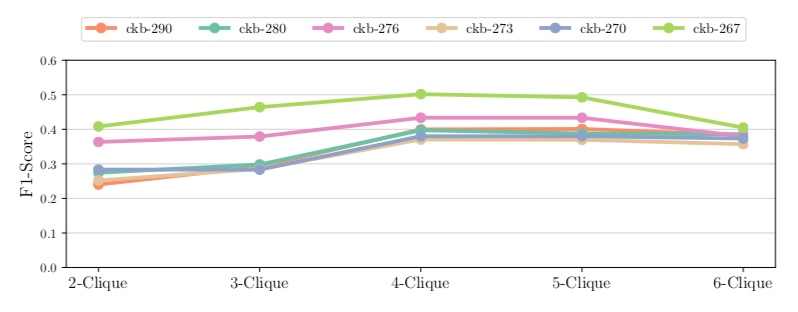 ckb-290 ckb-280 ckb-276 ckb-273 ckb-270 ckb-267
0.6
0.5
0.4
0.3
0.2
0.1
0.0
F1-Score
2-Clique 3-Clique 4-Clique 5-Clique 6-Clique